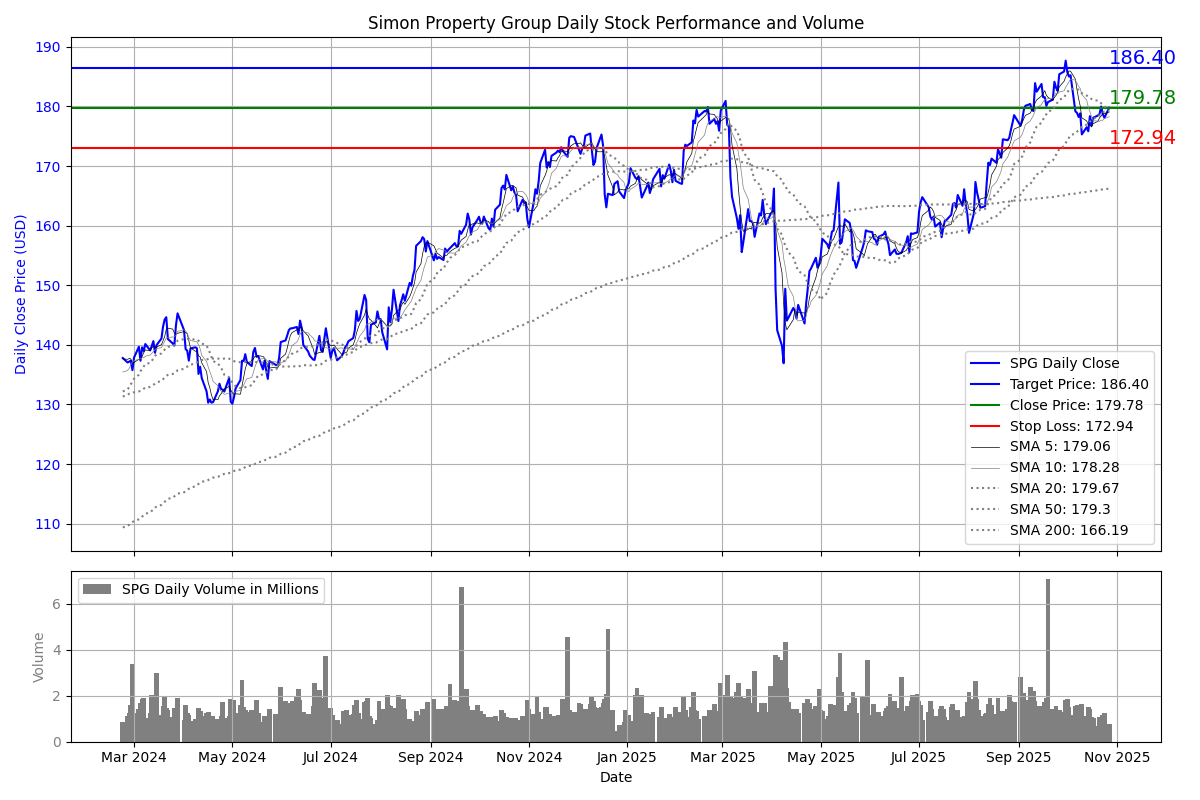 Simon Property Group Daily Stock Performance and Volume
190
180
170
160
150
140
130
120
110
Daily Close Price (USD)
186.40
179.78
172.94
SPG Daily Close
Target Price: 186.40
Close Price: 179.78
Stop Loss: 172.94
SMA 5: 179.06
SMA 10: 178.28
SMA 20: 179.67
SMA 50: 179.3
SMA 200: 166.19
SPG Daily Volume in Millions
6
4
2
0
Volume
Mar 2024 May 2024 Jul 2024 Sep 2024 Nov 2024 Jan 2025 Mar 2025 May 2025 Jul 2025 Sep 2025 Nov 2025
Date